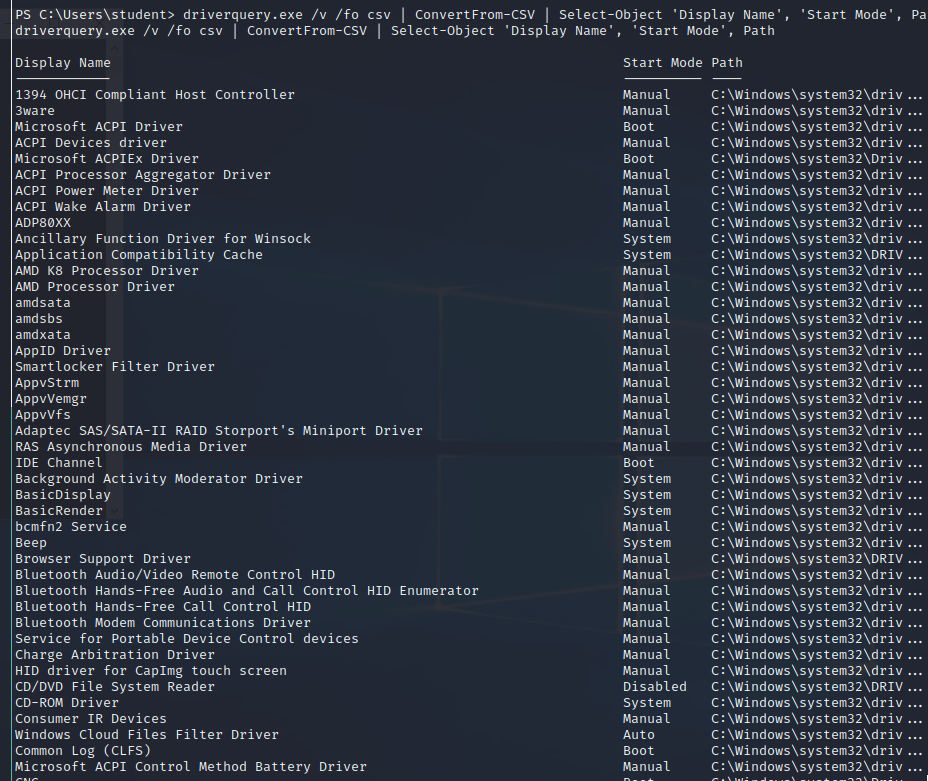 PS C:\Users\student> driverquery.exe /v /fo csv | ConvertFrom-CSV | Select-Object 'Display Name', 'Start Mode', Pa
driverquery.exe /v /fo csv | ConvertFrom-CSV | Select-Object 'Display Name', 'Start Mode', Path
Display Name Start Mode Path
------------ ---------- ----
1394 OHCI Compliant Host Controller Manual C:\Windows\system32\driv...
3ware Manual C:\Windows\system32\driv...
Microsoft ACPI Driver Boot C:\Windows\system32\driv...
ACPI Devices driver Manual C:\Windows\system32\driv...
Microsoft ACPIEx Driver Boot C:\Windows\system32\Driv...
ACPI Processor Aggregator Driver Manual C:\Windows\system32\driv...
ACPI Power Meter Driver Manual C:\Windows\system32\driv...
ACPI Wake Alarm Driver Manual C:\Windows\system32\driv...
ADP80XX Manual C:\Windows\system32\driv...
Ancillary Function Driver for Winsock System C:\Windows\system32\driv...
Application Compatibility Cache System C:\Windows\system32\DRIV...
AMD K8 Processor Driver Manual C:\Windows\system32\driv...
AMD Processor Driver Manual C:\Windows\system32\driv...
amdsata Manual C:\Windows\system32\driv...
amdsbs Manual C:\Windows\system32\driv...
amdxata Manual C:\Windows\system32\driv...
AppID Driver Manual C:\Windows\system32\driv...
Smartlocker Filter Driver Manual C:\Windows\system32\driv...
AppvStrm Manual C:\Windows\system32\driv...
AppvVemgr Manual C:\Windows\system32\driv...
AppvVfs Manual C:\Windows\system32\driv...
Adaptec SAS/SATA-II RAID Storport's Miniport Driver Manual C:\Windows\system32\driv...
RAS Asynchronous Media Driver Manual C:\Windows\system32\driv...
IDE Channel Boot C:\Windows\system32\driv...
Background Activity Moderator Driver System C:\Windows\system32\driv...
BasicDisplay System C:\Windows\system32\driv...
BasicRender System C:\Windows\system32\driv...
bcmfn2 Service Manual C:\Windows\system32\driv...
Beep System C:\Windows\system32\driv...
Browser Support Driver Manual C:\Windows\system32\DRIV...
Bluetooth Audio/Video Remote Control HID Manual C:\Windows\system32\driv...
Bluetooth Hands-Free Audio and Call Control HID Enumerator Manual C:\Windows\system32\driv...
Bluetooth Hands-Free Call Control HID Manual C:\Windows\system32\driv...
Bluetooth Modem Communications Driver Manual C:\Windows\system32\driv...
Service for Portable Device Control devices Manual C:\Windows\system32\driv...
Charge Arbitration Driver Manual C:\Windows\system32\driv...
HID driver for CapImg touch screen Manual C:\Windows\system32\driv...
CD/DVD File System Reader Disabled C:\Windows\system32\DRIV...
CD-ROM Driver System C:\Windows\system32\driv...
Consumer IR Devices Manual C:\Windows\system32\driv...
Windows Cloud Files Filter Driver Auto C:\Windows\system32\driv...
Common Log (CLFS) Boot C:\Windows\system32\driv...
Microsoft ACPI Control Method Battery Driver Manual C:\Windows\system32\driv...